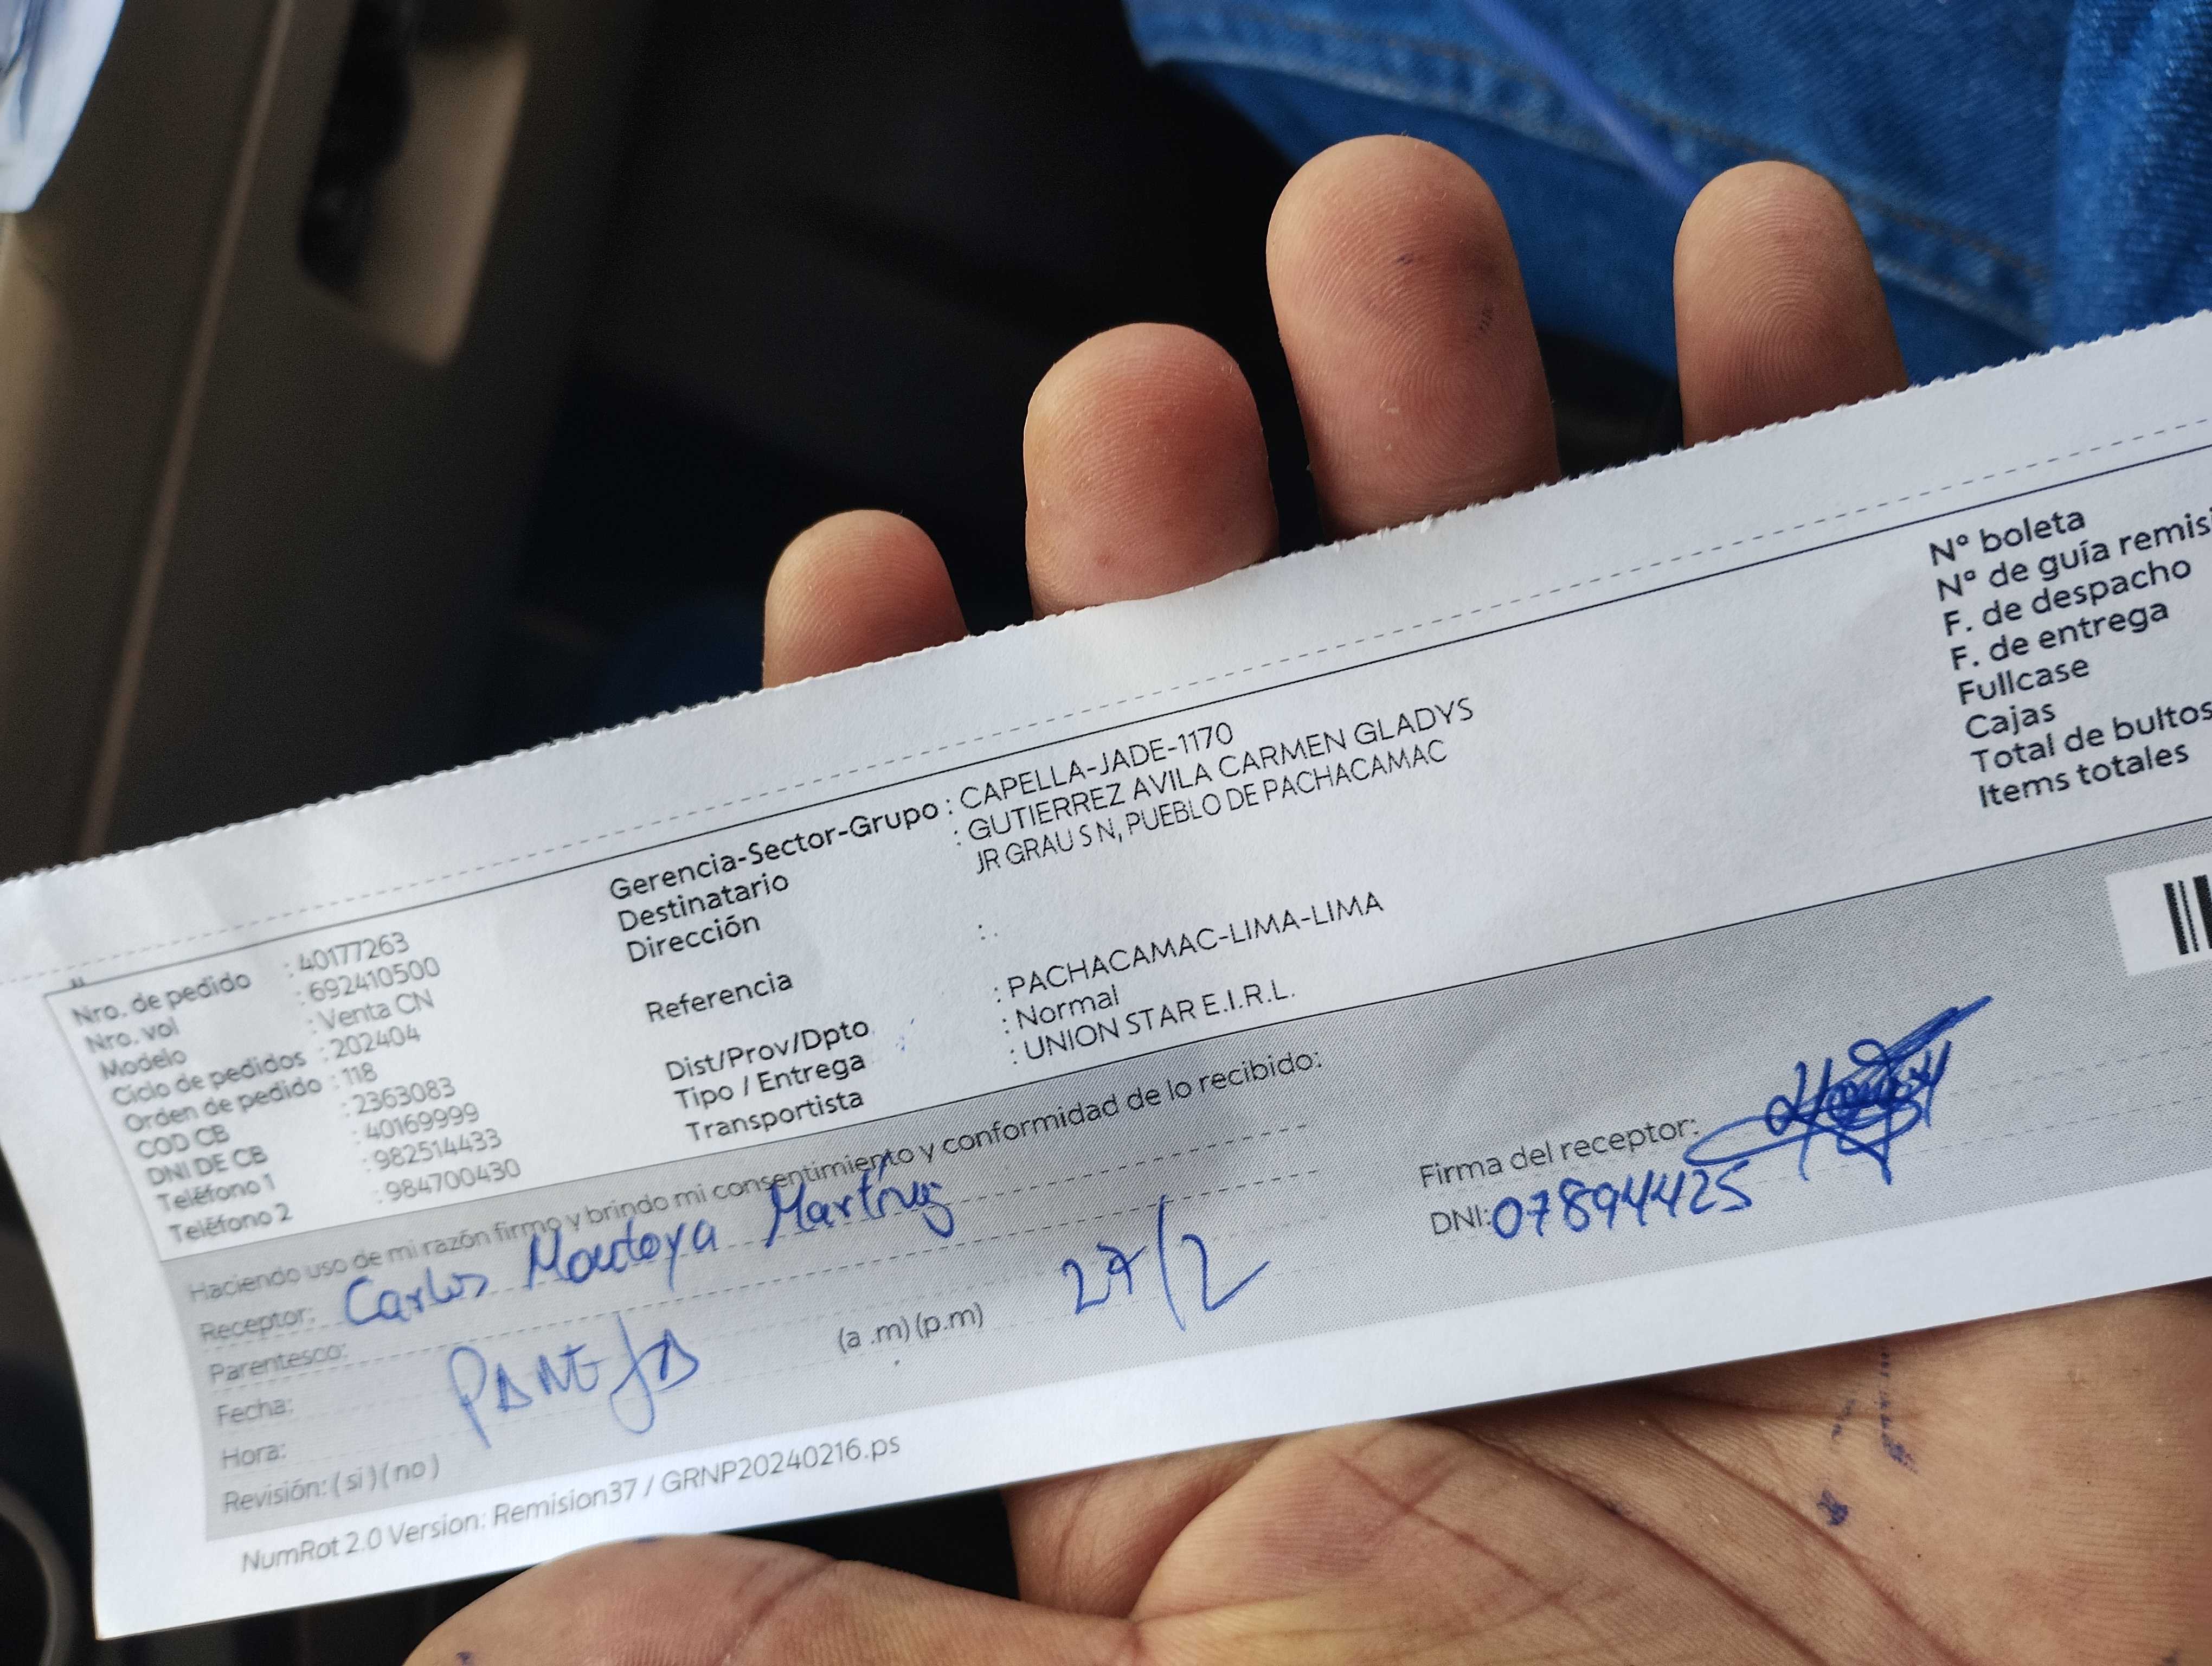 Nro. de pedido : 40177263
Nro. vol : 692410500
Modelo : Venta CN
Ciclo de pedidos : 202404
Orden de pedido : 118
COD CB : 2363083
DNI DE CB : 40169999
Teléfono 1 : 982514433
Teléfono 2 : 984700430
Gerencia-Sector-Grupo : CAPELLA-JADE-1170
Destinatario : GUTIERREZ AVILA CARMEN GLADYS
Dirección JR GRAU S N, PUEBLO DE PACHACAMAC
Referencia : .
Dist/Prov/Dpto : PACHACAMAC-LIMA-LIMA
Tipo / Entrega : Normal
Transportista : UNION STAR E.I.R.L.
Nº boleta
Nº de guía remisi
F. de despacho
F. de entrega
Fullcase
Cajas
Total de bultos
Items totales
Haciendo uso de mi razón firmo y brindo mi consentimiento y conformidad de lo recibido:
Receptor: Carlos Montoya Martínez
Parentesco:
Fecha: PAREJA 27/2
Hora: (a .m) (p.m)
Revisión: ( si ) ( no )
Firma del receptor:
DNI: 07894425
NumRot 2.0 Version: Remision37 / GRNP20240216.ps